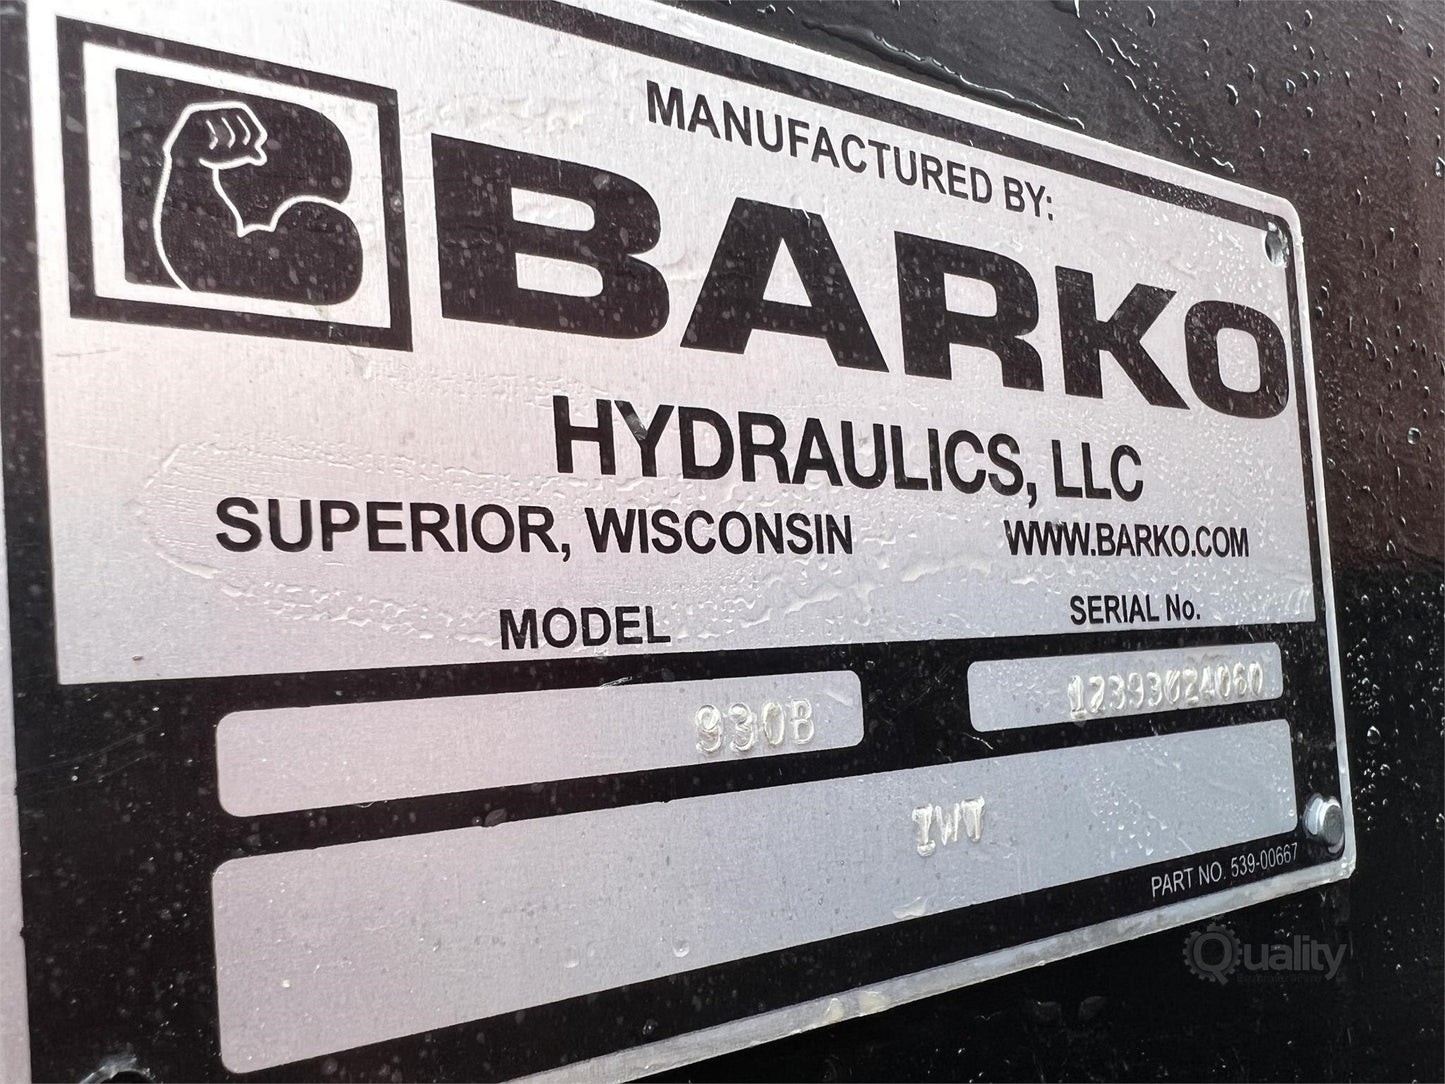 MANUFACTURED BY:
BARKO
HYDRAULICS, LLC
SUPERIOR, WISCONSIN WWW.BARKO.COM
MODEL SERIAL No.
930B 12393024060
IWT
PART NO. 539-00667
Quality